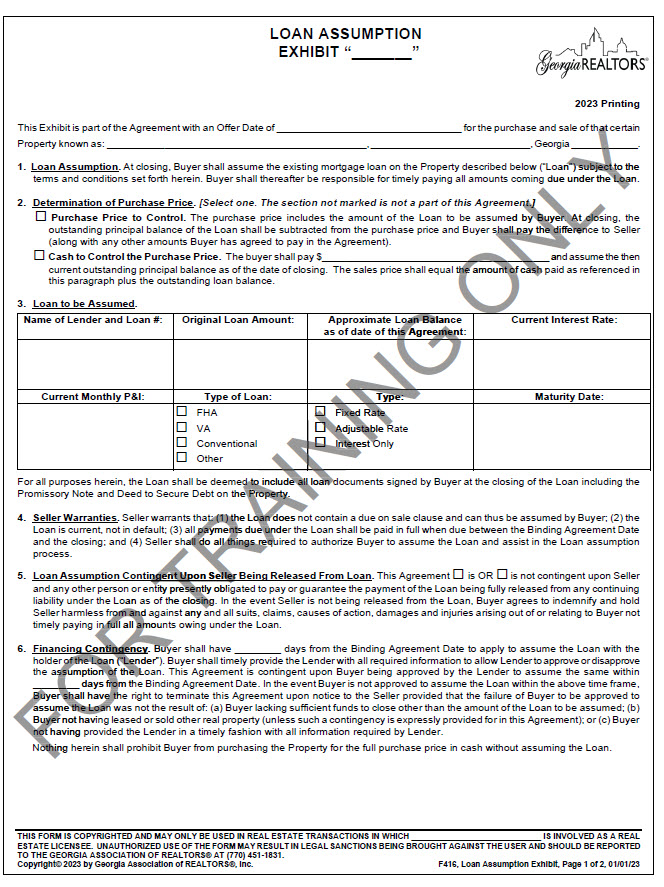 LOAN ASSUMPTION
EXHIBIT “_______”
Georgia REALTORS®
2023 Printing
This Exhibit is part of the Agreement with an Offer Date of ______________________________ for the purchase and sale of that certain
Property known as: ___________________________________________, __________________________, Georgia ___________.
1. Loan Assumption. At closing, Buyer shall assume the existing mortgage loan on the Property described below ("Loan") subject to the
terms and conditions set forth herein. Buyer shall thereafter be responsible for timely paying all amounts coming due under the Loan.
2. Determination of Purchase Price. [Select one. The section not marked is not a part of this Agreement.]
☐ Purchase Price to Control. The purchase price includes the amount of the Loan to be assumed by Buyer. At closing, the
outstanding principal balance of the Loan shall be subtracted from the purchase price and Buyer shall pay the difference to Seller
(along with any other amounts Buyer has agreed to pay in the Agreement).
☐ Cash to Control the Purchase Price. The buyer shall pay $_____________________________________ and assume the then
current outstanding principal balance as of the date of closing. The sales price shall equal the amount of cash paid as referenced in
this paragraph plus the outstanding loan balance.
3. Loan to be Assumed.
Name of Lender and Loan #: Original Loan Amount: Approximate Loan Balance Current Interest Rate:
as of date of this Agreement:
Current Monthly P&I: Type of Loan: Type: Maturity Date:
☐ FHA ☐ Fixed Rate
☐ VA ☐ Adjustable Rate
☐ Conventional ☐ Interest Only
☐ Other
For all purposes herein, the Loan shall be deemed to include all loan documents signed by Buyer at the closing of the Loan including the
Promissory Note and Deed to Secure Debt on the Property.
4. Seller Warranties. Seller warrants that: (1) the Loan does not contain a due on sale clause and can thus be assumed by Buyer; (2) the
Loan is current, not in default; (3) all payments due under the Loan shall be paid in full when due between the Binding Agreement Date
and the closing; and (4) Seller shall do all things required to authorize Buyer to assume the Loan and assist in the Loan assumption
process.
5. Loan Assumption Contingent Upon Seller Being Released From Loan. This Agreement ☐ is OR ☐ is not contingent upon Seller
and any other person or entity presently obligated to pay or guarantee the payment of the Loan being fully released from any continuing
liability under the Loan as of the closing. In the event Seller is not being released from the Loan, Buyer agrees to indemnify and hold
Seller harmless from and against any and all suits, claims, causes of action, damages and injuries arising out of or relating to Buyer not
timely paying in full all amounts owing under the Loan.
6. Financing Contingency. Buyer shall have ________ days from the Binding Agreement Date to apply to assume the Loan with the
holder of the Loan ("Lender"). Buyer shall timely provide the Lender with all required information to allow Lender to approve or disapprove
the assumption of the Loan. This Agreement is contingent upon Buyer being approved by the Lender to assume the same within
________ days from the Binding Agreement Date. In the event Buyer is not approved to assume the Loan within the above time frame,
Buyer shall have the right to terminate this Agreement upon notice to the Seller provided that the failure of Buyer to be approved to
assume the Loan was not the result of: (a) Buyer lacking sufficient funds to close other than the amount of the Loan to be assumed; (b)
Buyer not having leased or sold other real property (unless such a contingency is expressly provided for in this Agreement); or (c) Buyer
not having provided the Lender in a timely fashion with all information required by Lender.
Nothing herein shall prohibit Buyer from purchasing the Property for the full purchase price in cash without assuming the Loan.
FOR TRAINING ONLY
THIS FORM IS COPYRIGHTED AND MAY ONLY BE USED IN REAL ESTATE TRANSACTIONS IN WHICH ______________________ IS INVOLVED AS A REAL
ESTATE LICENSEE. UNAUTHORIZED USE OF THE FORM MAY RESULT IN LEGAL SANCTIONS BEING BROUGHT AGAINST THE USER AND SHOULD BE REPORTED
TO THE GEORGIA ASSOCIATION OF REALTORS® AT (770) 451-1831.
Copyright© 2023 by Georgia Association of REALTORS®, Inc. F416, Loan Assumption Exhibit, Page 1 of 2, 01/01/23